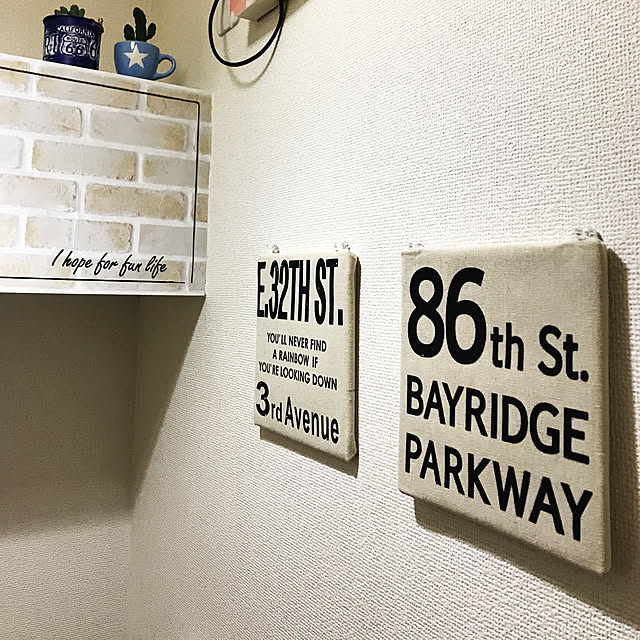 CALIFORNIA
ROUTE
66
I hope for fun life
E.32TH ST.
YOU'LL NEVER FIND
A RAINBOW IF
YOU'RE LOOKING DOWN
3rd Avenue
86th St.
BAYRIDGE
PARKWAY